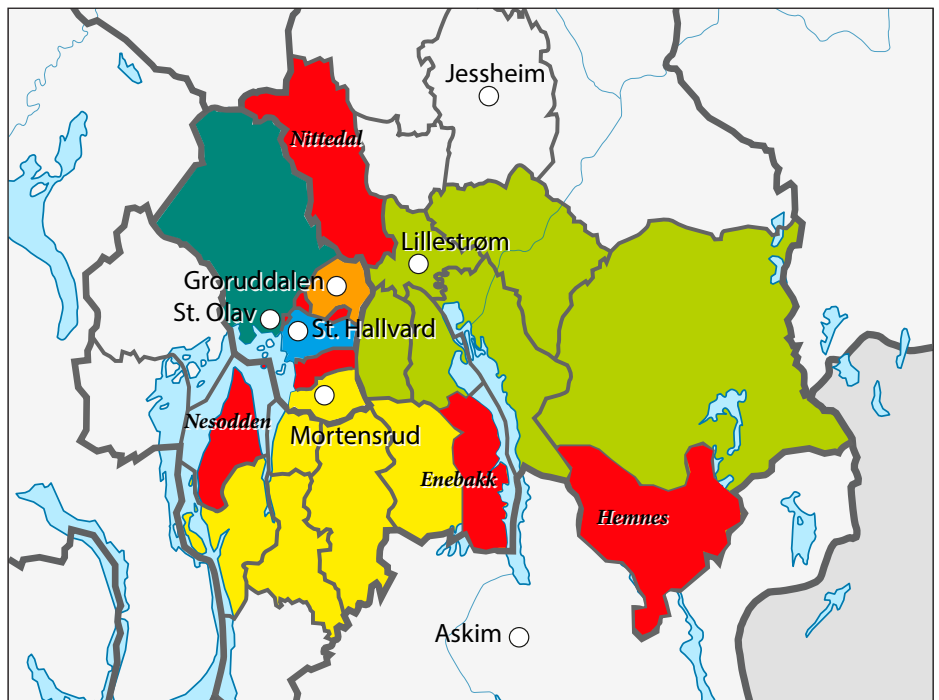 Jessheim
Nittedal
Lillestrøm
Groruddalen
St. Olav
St. Hallvard
Nesodden
Mortensrud
Enebakk
Hemnes
Askim